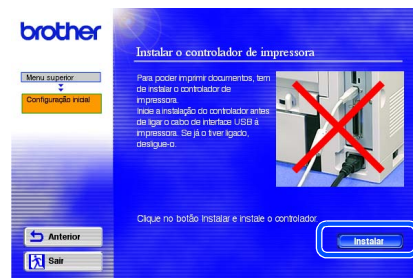 brother
Instalar o controlador de impressora
Menu superior
Configuração inicial
Para poder imprimir documentos, tem
de instalar o controlador de
impressora.
Inicie a instalação do controlador antes
de ligar o cabo de interface USB à
impressora. Se já o tiver ligado,
desligue-o.
Clique no botão Instalar e instale o controlador
Instalar
Anterior
Sair